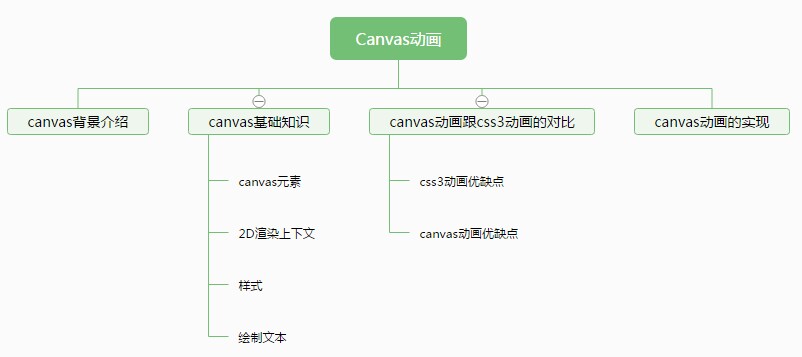 Canvas动画
canvas背景介绍
canvas基础知识
canvas动画跟css3动画的对比
canvas动画的实现
canvas元素
2D渲染上下文
样式
绘制文本
css3动画优缺点
canvas动画优缺点